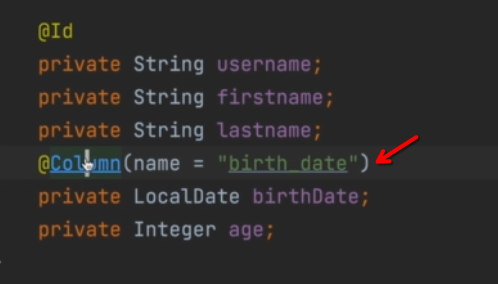 @Id
private String username;
private String firstname;
private String lastname;
@Column(name = "birth_date")
private LocalDate birthDate;
private Integer age;